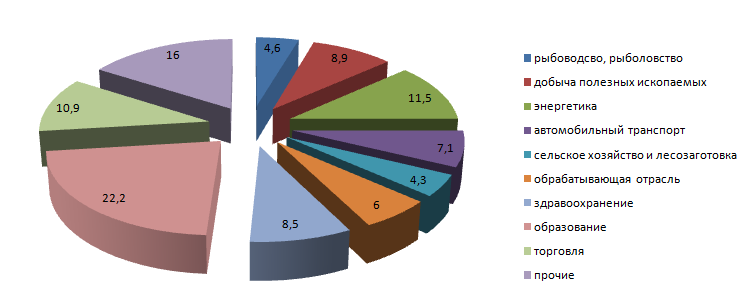 4,6
8,9
11,5
7,1
4,3
6
8,5
22,2
10,9
16
рыбоводсво, рыболовство
добыча полезных ископаемых
энергетика
автомобильный транспорт
сельское хозяйство и лесозаготовка
обрабатывающая отрасль
здравоохранение
образование
торговля
прочие